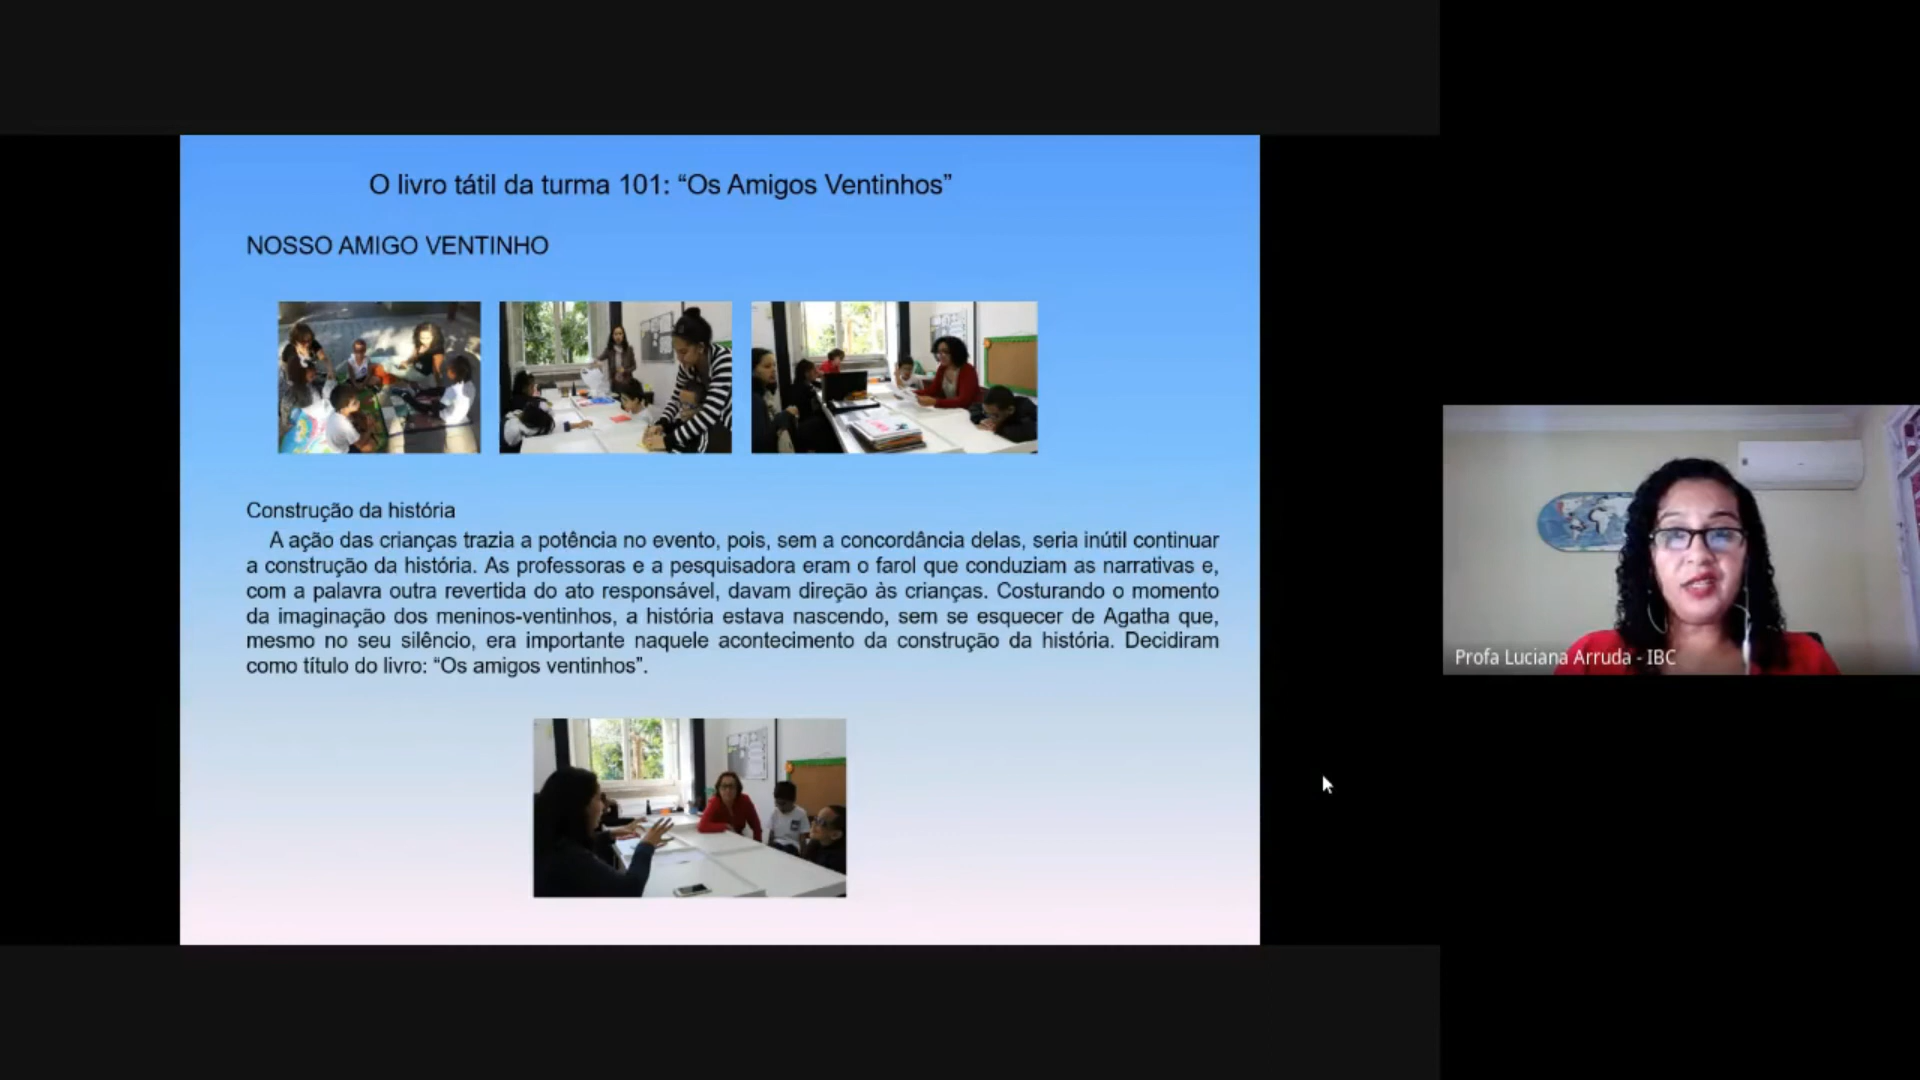 O livro tátil da turma 101: “Os Amigos Ventinhos”
NOSSO AMIGO VENTINHO
Construção da história
A ação das crianças trazia a potência no evento, pois, sem a concordância delas, seria inútil continuar
a construção da história. As professoras e a pesquisadora eram o farol que conduziam as narrativas e,
com a palavra outra revertida do ato responsável, davam direção às crianças. Costurando o momento
da imaginação dos meninos-ventinhos, a história estava nascendo, sem se esquecer de Agatha que,
mesmo no seu silêncio, era importante naquele acontecimento da construção da história. Decidiram
como título do livro: “Os amigos ventinhos”.
Profa Luciana Arruda - IBC